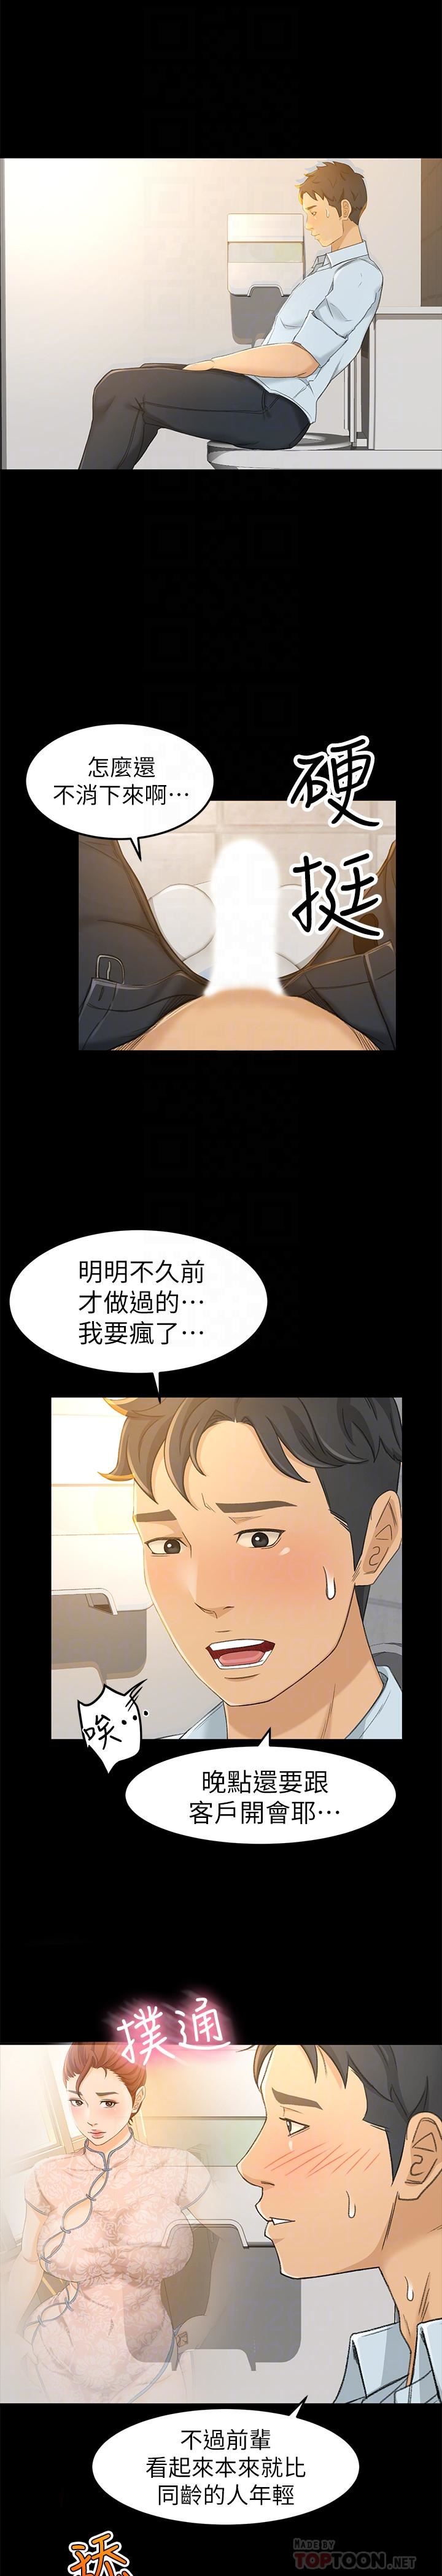 怎麼還
不消下來啊…
硬
挺
明明不久前
才做過的…
我要瘋了…
唉…
晚點還要跟
客戶開會耶…
撲通
不過前輩
看起來本來就比
同齡的人年輕
MADE BY
TOPTOON.NET